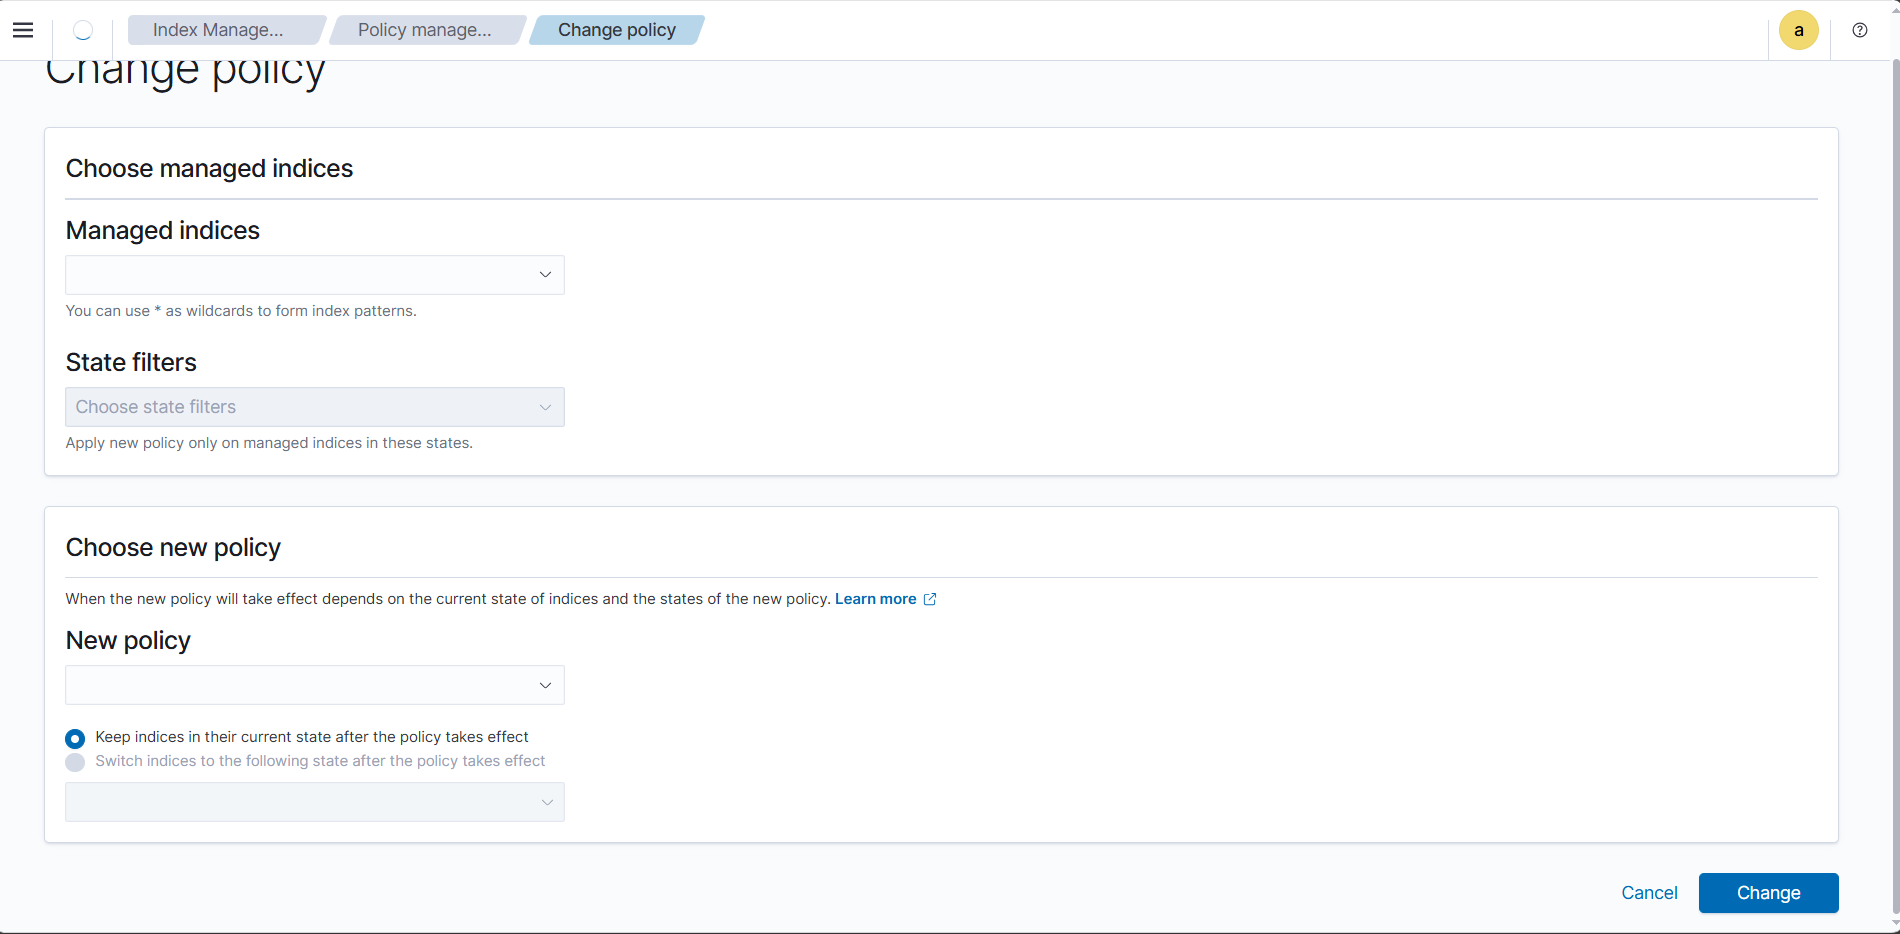 Index Manage...
Policy manage...
Change policy
a
Change policy
Choose managed indices
Managed indices
You can use * as wildcards to form index patterns.
State filters
Choose state filters
Apply new policy only on managed indices in these states.
Choose new policy
When the new policy will take effect depends on the current state of indices and the states of the new policy. Learn more
New policy
Keep indices in their current state after the policy takes effect
Switch indices to the following state after the policy takes effect
Cancel
Change